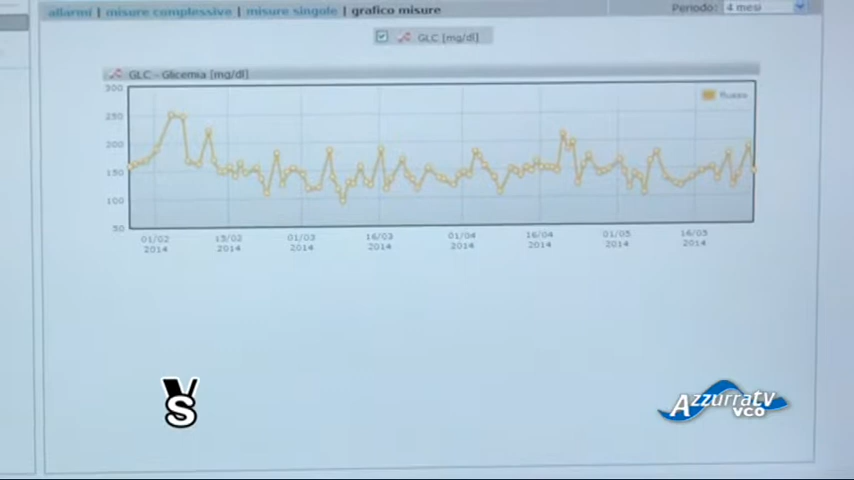 allarmi | misure complessive | misure singole | grafico misure
Periodo: 4 mesi
GLC [mg/dl]
GLC - Glicemia [mg/dl]
300
250
200
150
100
50
01/02 2014
15/02 2014
01/03 2014
16/03 2014
01/04 2014
16/04 2014
01/05 2014
16/05 2014
VS
Azzurratv
VCO